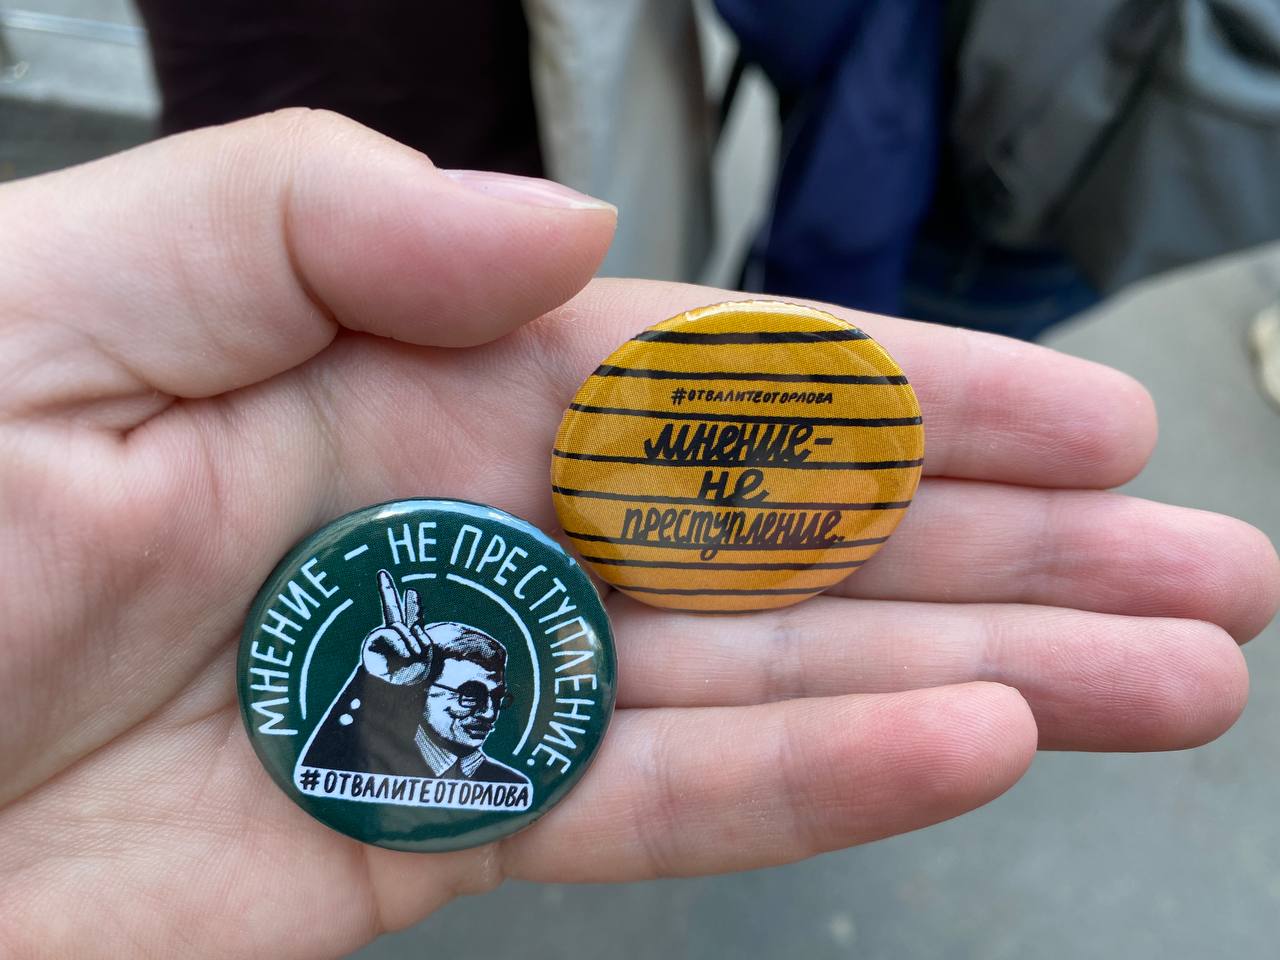 #ОТВАЛИТЕОТОРЛОВА
мнение-
не
преступление.
МНЕНИЕ - НЕ ПРЕСТУПЛЕНИЕ!
#ОТВАЛИТЕОТОРЛОВА